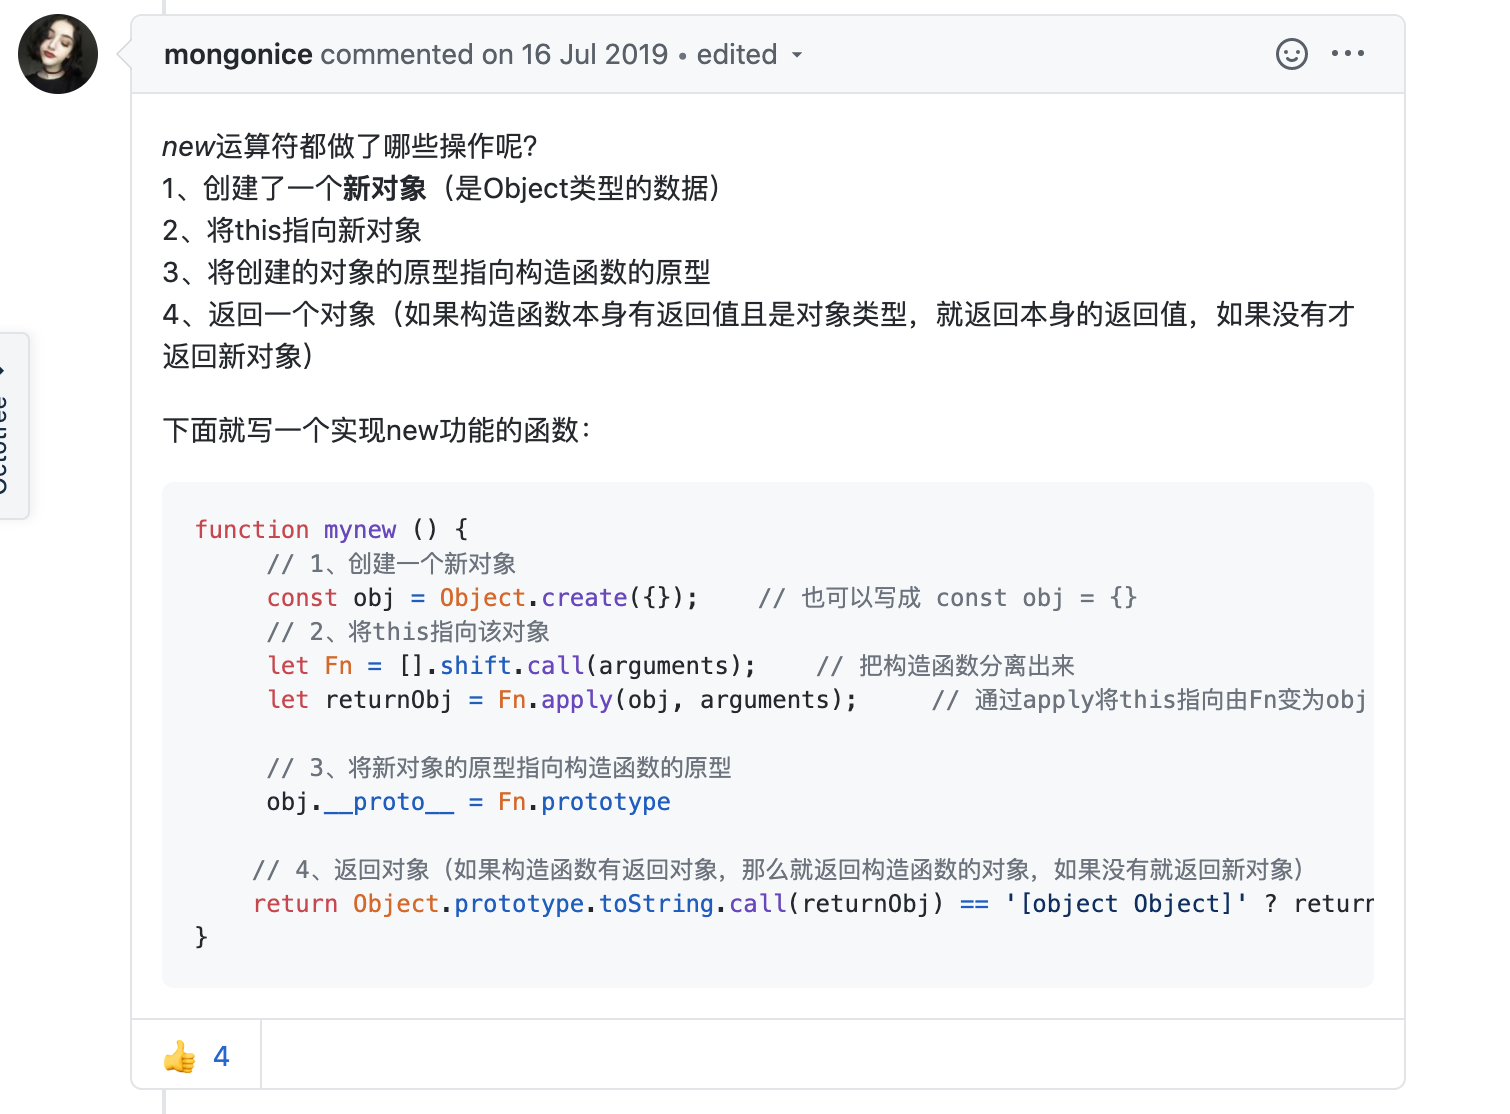 mongonice commented on 16 Jul 2019 • edited
new运算符都做了哪些操作呢?
1、创建了一个新对象（是Object类型的数据）
2、将this指向新对象
3、将创建的对象的原型指向构造函数的原型
4、返回一个对象（如果构造函数本身有返回值且是对象类型，就返回本身的返回值，如果没有才
返回新对象）
下面就写一个实现new功能的函数：
Octotree
function mynew () {
// 1、创建一个新对象
const obj = Object.create({}); // 也可以写成 const obj = {}
// 2、将this指向该对象
let Fn = [].shift.call(arguments); // 把构造函数分离出来
let returnObj = Fn.apply(obj, arguments); // 通过apply将this指向由Fn变为obj
// 3、将新对象的原型指向构造函数的原型
obj.__proto__ = Fn.prototype
// 4、返回对象（如果构造函数有返回对象，那么就返回构造函数的对象，如果没有就返回新对象）
return Object.prototype.toString.call(returnObj) == '[object Object]' ? return
}
4